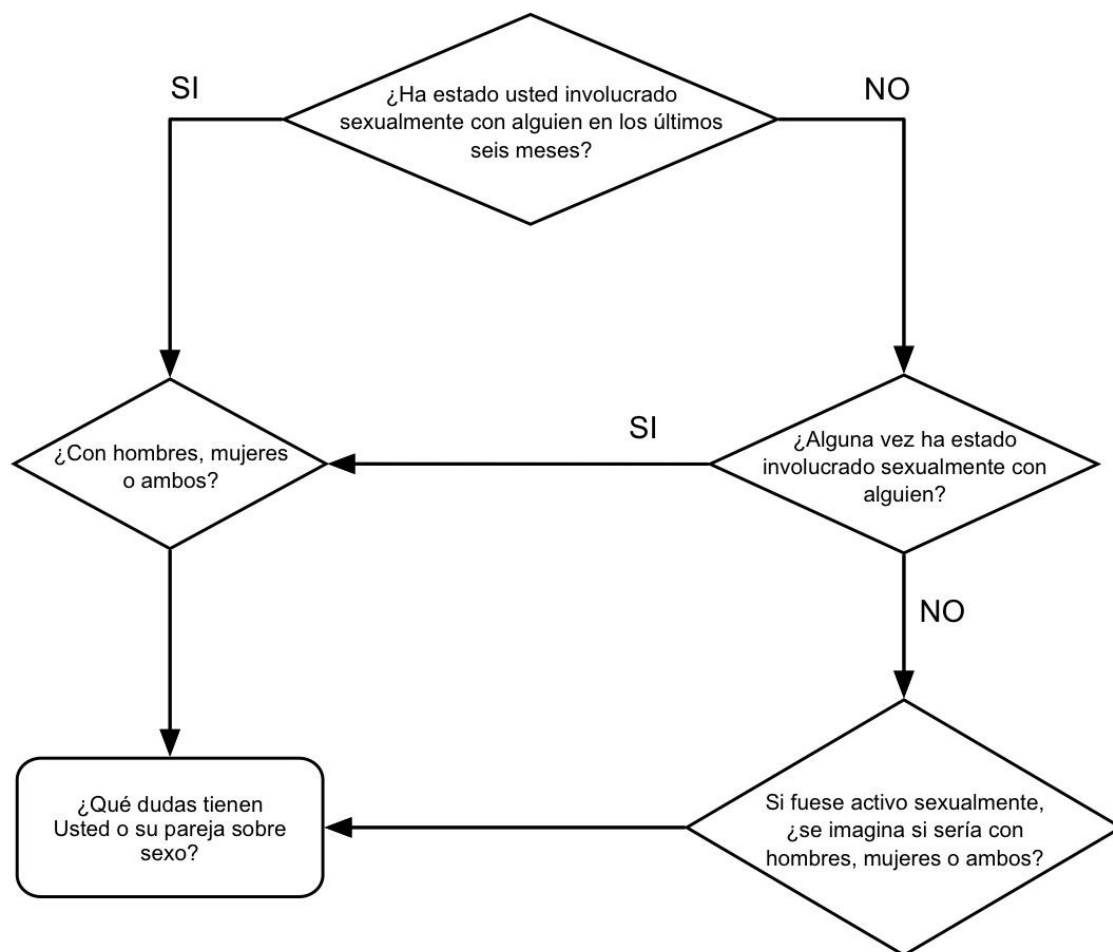 SI
¿Ha estado usted involucrado
sexualmente con alguien en los últimos
seis meses?
NO
¿Con hombres, mujeres
o ambos?
SI
¿Alguna vez ha estado
involucrado sexualmente con
alguien?
NO
¿Qué dudas tienen
Usted o su pareja sobre
sexo?
Si fuese activo sexualmente,
¿se imagina si sería con
hombres, mujeres o ambos?